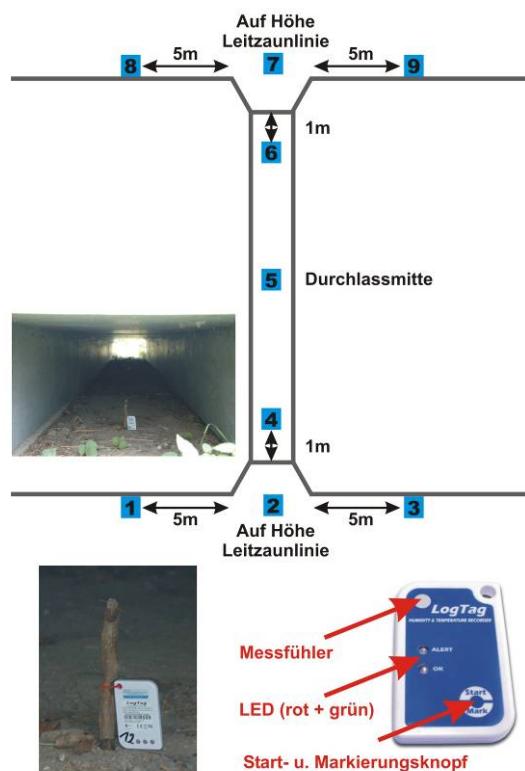 Auf Höhe
Leitzaunlinie
8
5m
7
5m
9
1m
6
5
Durchlassmitte
4
1m
1
5m
2
5m
3
Auf Höhe
Leitzaunlinie
LogTag
12
Messfühler
LogTag
HUMIDITY & TEMPERATURE RECORDER
ALERT
OK
LED (rot + grün)
Start
Mark
Start- u. Markierungsknopf